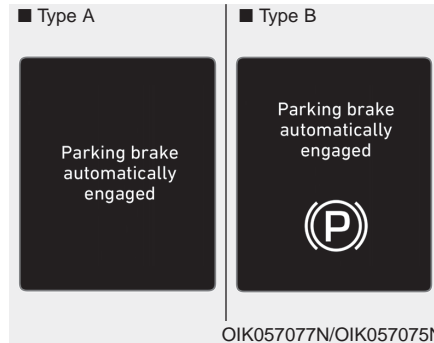 ■ Type A
Parking brake
automatically
engaged
■ Type B
Parking brake
automatically
engaged
P
OIK057077N/OIK057075N